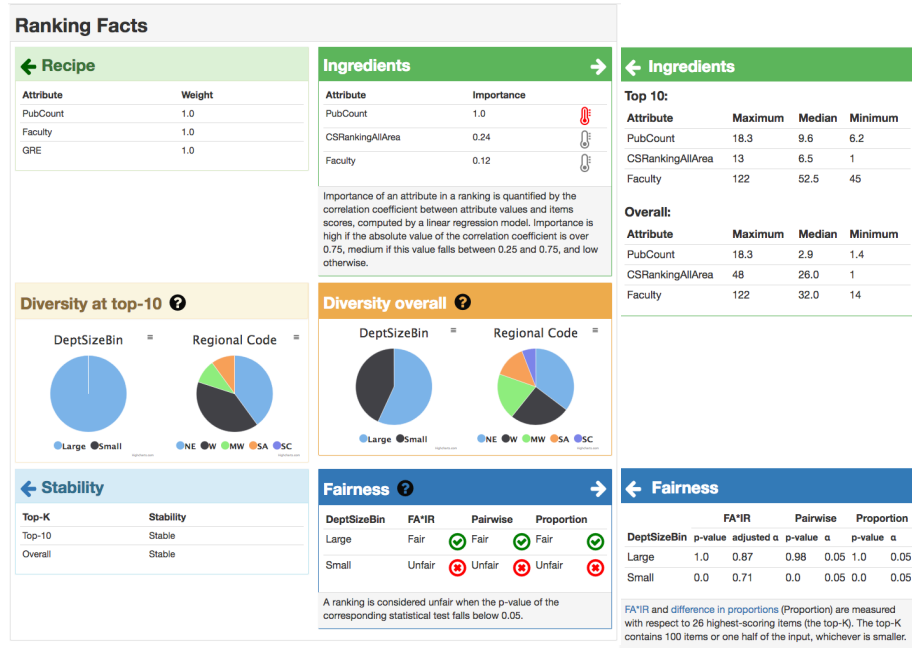 Ranking Facts
Recipe
Attribute Weight
PubCount 1.0
Faculty 1.0
GRE 1.0
Ingredients
Attribute Importance
PubCount 1.0
CSRankingAllArea 0.24
Faculty 0.12
Importance of an attribute in a ranking is quantified by the
correlation coefficient between attribute values and items
scores, computed by a linear regression model. Importance is
high if the absolute value of the correlation coefficient is over
0.75, medium if this value falls between 0.25 and 0.75, and low
otherwise.
Ingredients
Top 10:
Attribute Maximum Median Minimum
PubCount 18.3 9.6 6.2
CSRankingAllArea 13 6.5 1
Faculty 122 52.5 45
Overall:
Attribute Maximum Median Minimum
PubCount 18.3 2.9 1.4
CSRankingAllArea 48 26.0 1
Faculty 122 32.0 14
Diversity at top-10 ?
DeptSizeBin Regional Code
Large Small NE W MW SA SC
Highcharts.com Highcharts.com
Diversity overall ?
DeptSizeBin Regional Code
Large Small NE W MW SA SC
Highcharts.com Highcharts.com
Stability
Top-K Stability
Top-10 Stable
Overall Stable
Fairness ?
DeptSizeBin FA*IR Pairwise Proportion
Large Fair Fair Fair
Small Unfair Unfair Unfair
A ranking is considered unfair when the p-value of the
corresponding statistical test falls below 0.05.
Fairness
FA*IR Pairwise Proportion
DeptSizeBin p-value adjusted α p-value α p-value α
Large 1.0 0.87 0.98 0.05 1.0 0.05
Small 0.0 0.71 0.0 0.05 0.0 0.05
FA*IR and difference in proportions (Proportion) are measured
with respect to 26 highest-scoring items (the top-K). The top-K
contains 100 items or one half of the input, whichever is smaller.